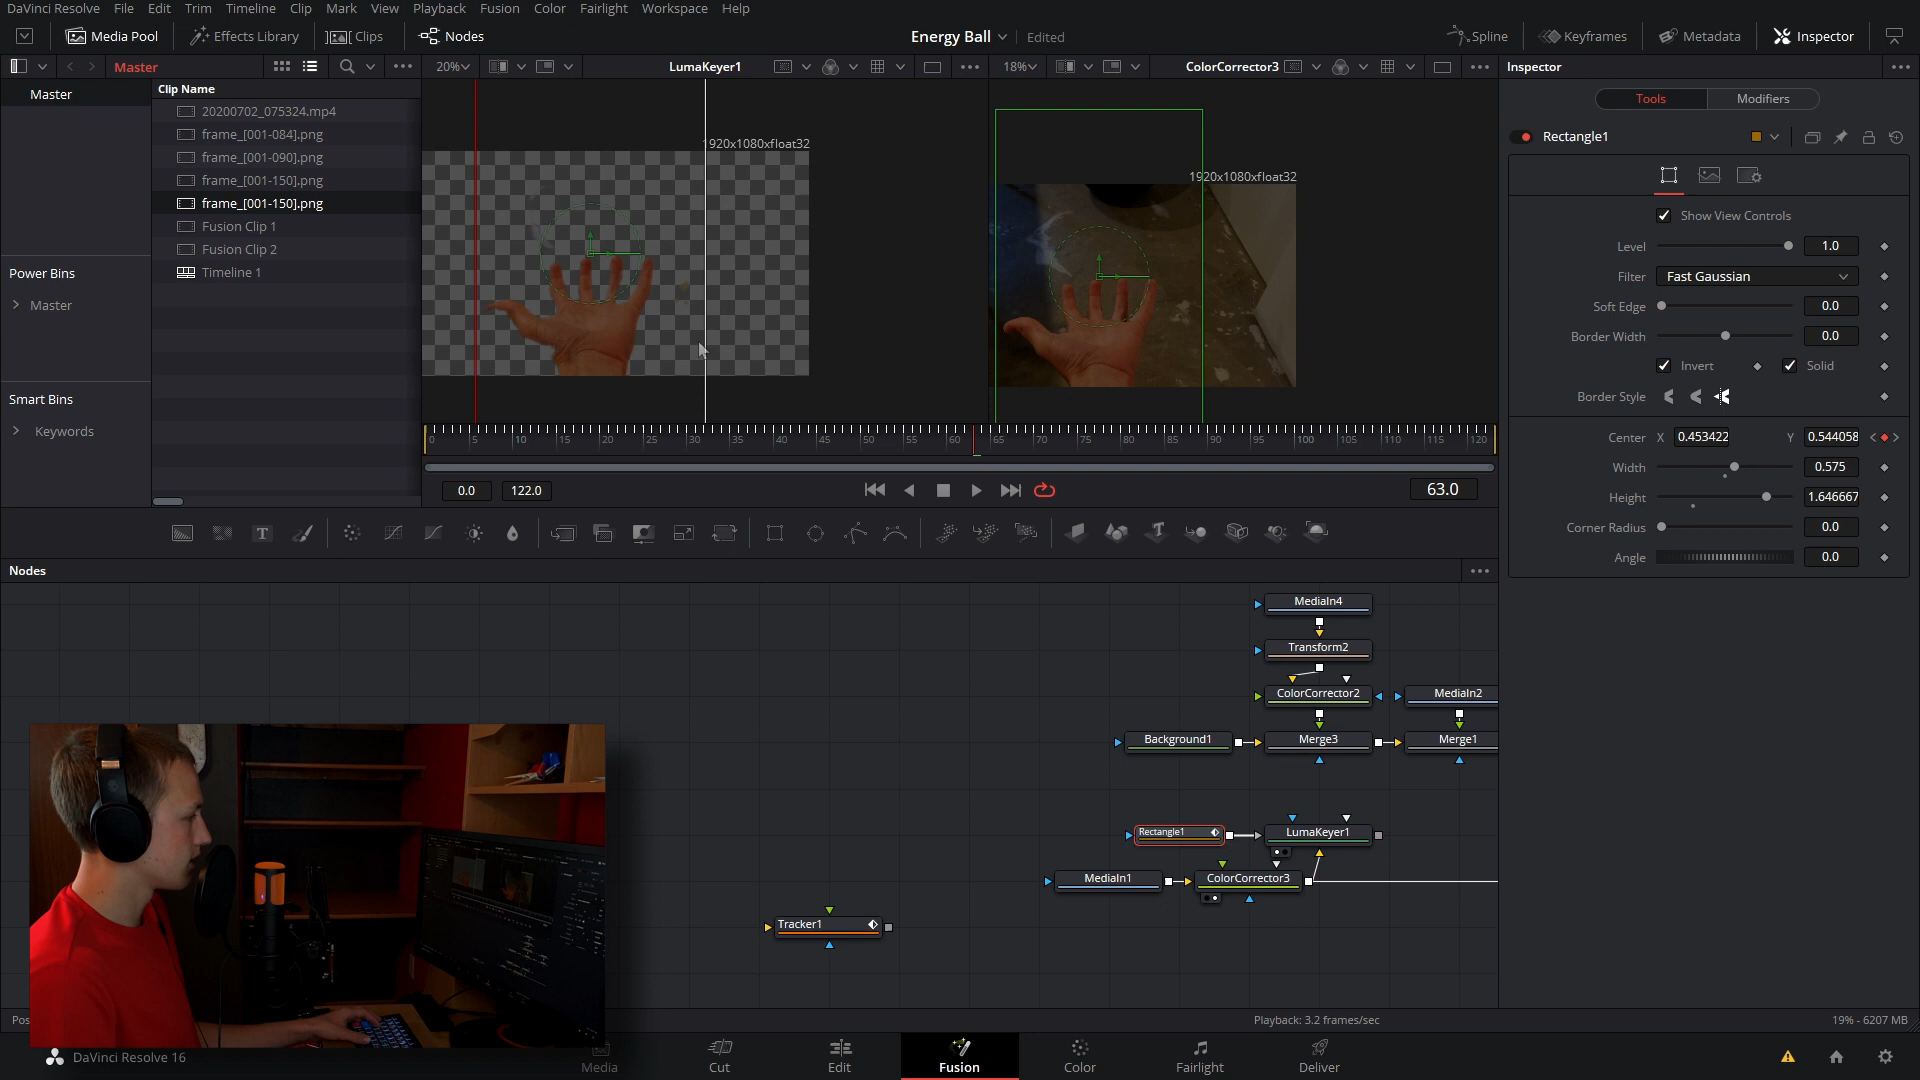 DaVinci Resolve File Edit Trim Timeline Clip Mark View Playback Fusion Color Fairlight Workspace Help
Media Pool Effects Library Clips Nodes Energy Ball Edited Spline Keyframes Metadata Inspector
Master 20% LumaKeyer1 18% ColorCorrector3 Inspector
Master
Clip Name
20200702_075324.mp4
frame_[001-084].png
frame_[001-090].png
frame_[001-150].png
frame_[001-150].png
Fusion Clip 1
Fusion Clip 2
Timeline 1
Power Bins
Master
Smart Bins
Keywords
1920x1080xfloat32
1920x1080xfloat32
0 5 10 15 20 25 30 35 40 45 50 55 60 65 70 75 80 85 90 95 100 105 110 115 120
0.0 122.0 63.0
Tools Modifiers
Rectangle1
Show View Controls
Level 1.0
Filter Fast Gaussian
Soft Edge 0.0
Border Width 0.0
Invert Solid
Border Style
Center X 0.453422 Y 0.544058
Width 0.575
Height 1.646667
Corner Radius 0.0
Angle 0.0
T T
Nodes
MediaIn4
Transform2
ColorCorrector2 MediaIn2
Background1 Merge3 Merge1
Rectangle1 LumaKeyer1
MediaIn1 ColorCorrector3
Tracker1
Pos
Playback: 3.2 frames/sec 19% - 6207 MB
DaVinci Resolve 16
Media Cut Edit Fusion Color Fairlight Deliver